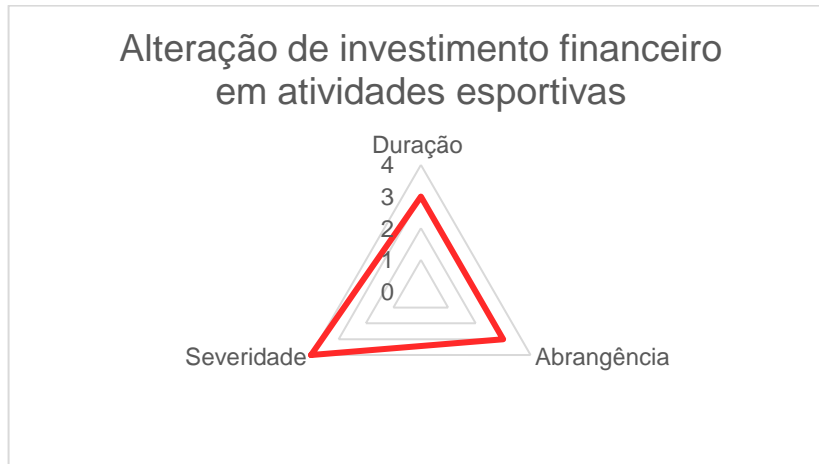 Alteração de investimento financeiro
em atividades esportivas
Duração
4
3
2
1
0
Severidade
Abrangência